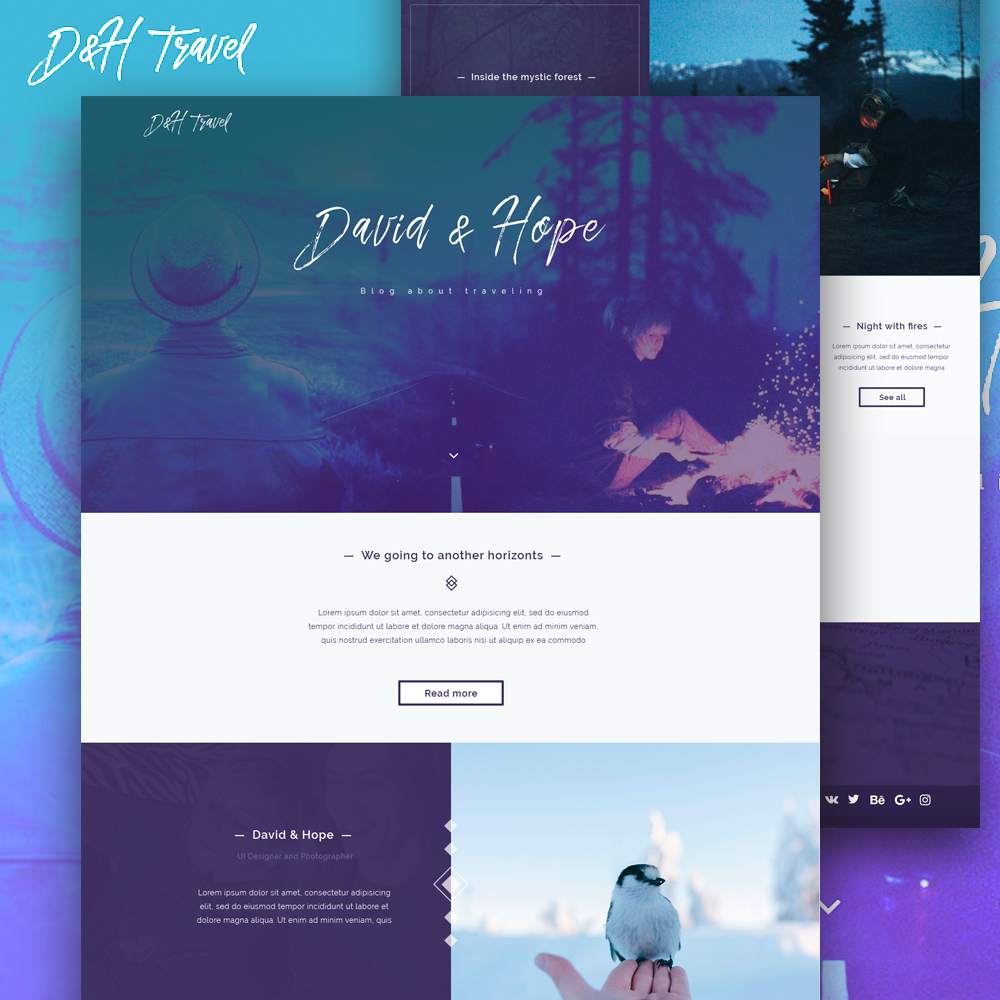 D&H Travel
— Inside the mystic forest —
D&H Travel
David & Hope
Blog about traveling
— Night with fires —
Lorem ipsum dolor sit amet, consectetur
adipisicing elit, sed do eiusmod tempor
incididunt ut labore et dolore magna
See all
— We going to another horizonts —
Lorem ipsum dolor sit amet, consectetur adipisicing elit, sed do eiusmod
tempor incididunt ut labore et dolore magna aliqua. Ut enim ad minim veniam,
quis nostrud exercitation ullamco laboris nisi ut aliquip ex ea commodo
Read more
— David & Hope —
UI Designer and Photographer
Lorem ipsum dolor sit amet, consectetur adipisicing
elit, sed do eiusmod tempor incididunt ut labore et
dolore magna aliqua. Ut enim ad minim veniam, quis